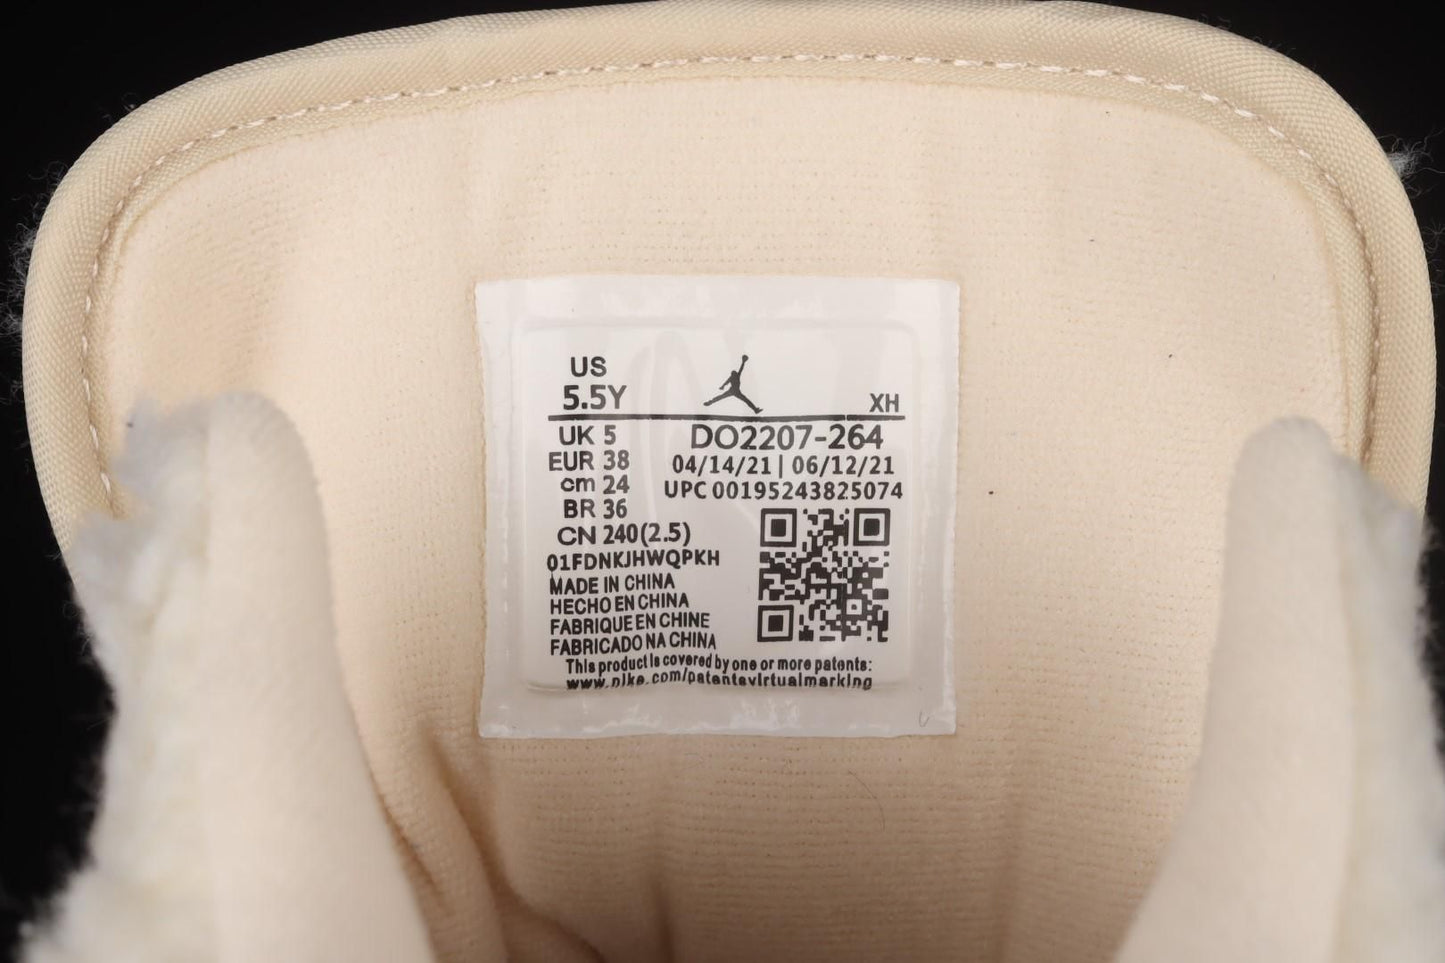 US
5.5Y
XH
UK 5
DO2207-264
EUR 38
04/14/21 | 06/12/21
cm 24
UPC 00195243825074
BR 36
CN 240(2.5)
01FDNKJHWQPKH
MADE IN CHINA
HECHO EN CHINA
FABRIQUE EN CHINE
FABRICADO NA CHINA
This product is covered by one or more patents:
www.nike.com/patentsvirtualmarking